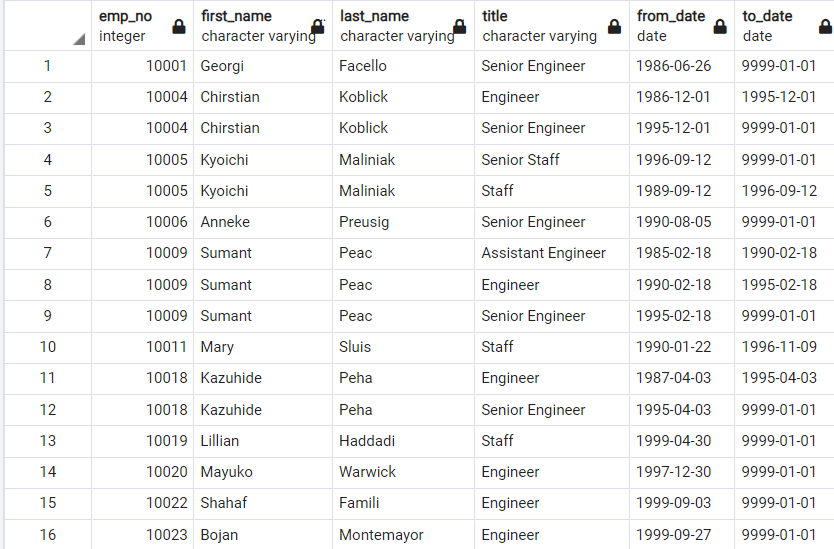 emp_no first_name last_name title from_date to_date
integer character varying character varying character varying date date
1 10001 Georgi Facello Senior Engineer 1986-06-26 9999-01-01
2 10004 Chirstian Koblick Engineer 1986-12-01 1995-12-01
3 10004 Chirstian Koblick Senior Engineer 1995-12-01 9999-01-01
4 10005 Kyoichi Maliniak Senior Staff 1996-09-12 9999-01-01
5 10005 Kyoichi Maliniak Staff 1989-09-12 1996-09-12
6 10006 Anneke Preusig Senior Engineer 1990-08-05 9999-01-01
7 10009 Sumant Peac Assistant Engineer 1985-02-18 1990-02-18
8 10009 Sumant Peac Engineer 1990-02-18 1995-02-18
9 10009 Sumant Peac Senior Engineer 1995-02-18 9999-01-01
10 10011 Mary Sluis Staff 1990-01-22 1996-11-09
11 10018 Kazuhide Peha Engineer 1987-04-03 1995-04-03
12 10018 Kazuhide Peha Senior Engineer 1995-04-03 9999-01-01
13 10019 Lillian Haddadi Staff 1999-04-30 9999-01-01
14 10020 Mayuko Warwick Engineer 1997-12-30 9999-01-01
15 10022 Shahaf Famili Engineer 1999-09-03 9999-01-01
16 10023 Bojan Montemayor Engineer 1999-09-27 9999-01-01